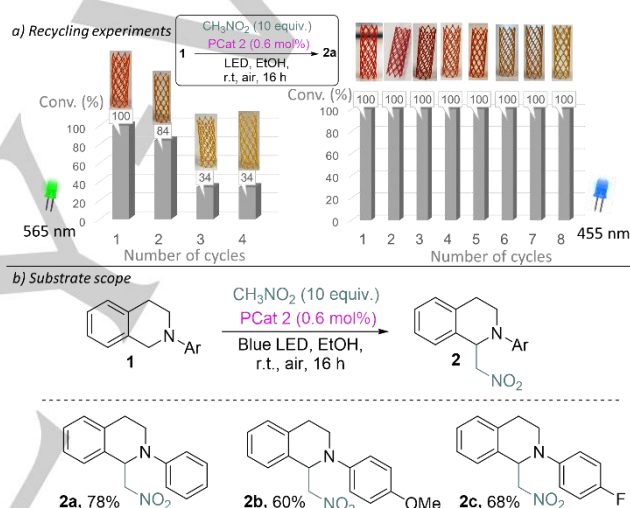 a) Recycling experiments
CH₃NO₂ (10 equiv.)
PCat 2 (0.6 mol%)
1 2a
LED, EtOH,
r.t, air, 16 h
Conv. (%)
100
80
60
40
20
0
100
84
34
34
1 2 3 4
Number of cycles
565 nm
Conv. (%)
100
80
60
40
20
0
100 100 100 100 100 100 100 100
1 2 3 4 5 6 7 8
Number of cycles
455 nm
b) Substrate scope
N
Ar
1
CH₃NO₂ (10 equiv.)
PCat 2 (0.6 mol%)
Blue LED, EtOH,
r.t., air, 16 h
N
Ar
2
NO₂
N
NO₂
2a, 78%
N
NO₂
OMe
2b, 60%
N
F
NO₂
2c, 68%